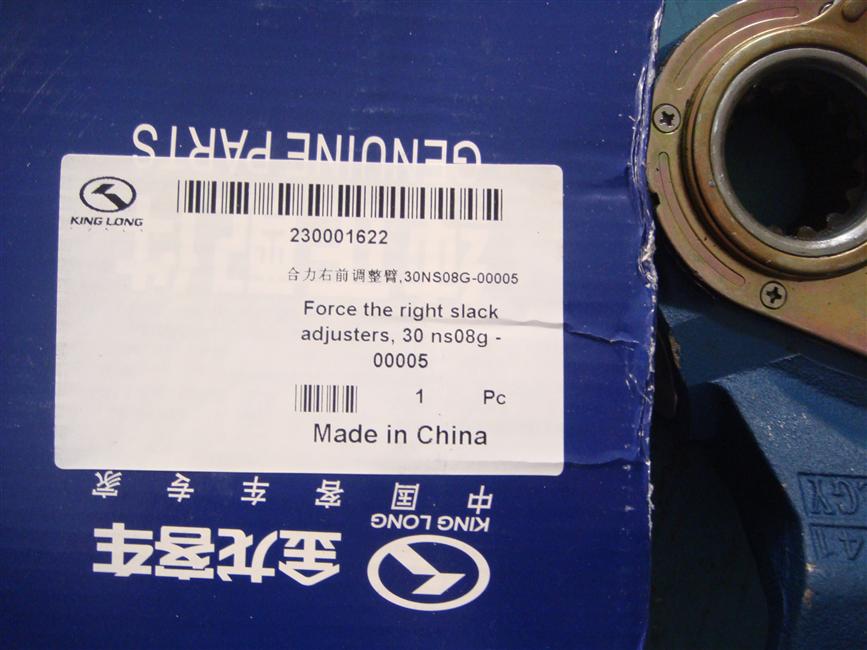 GENUINE PARTS
KING LONG
230001622
合力右前调整臂,30NS08G-00005
Force the right slack
adjusters, 30 ns08g -
00005
1 Pc
Made in China
中国客车专家
KING LONG
金龙客车